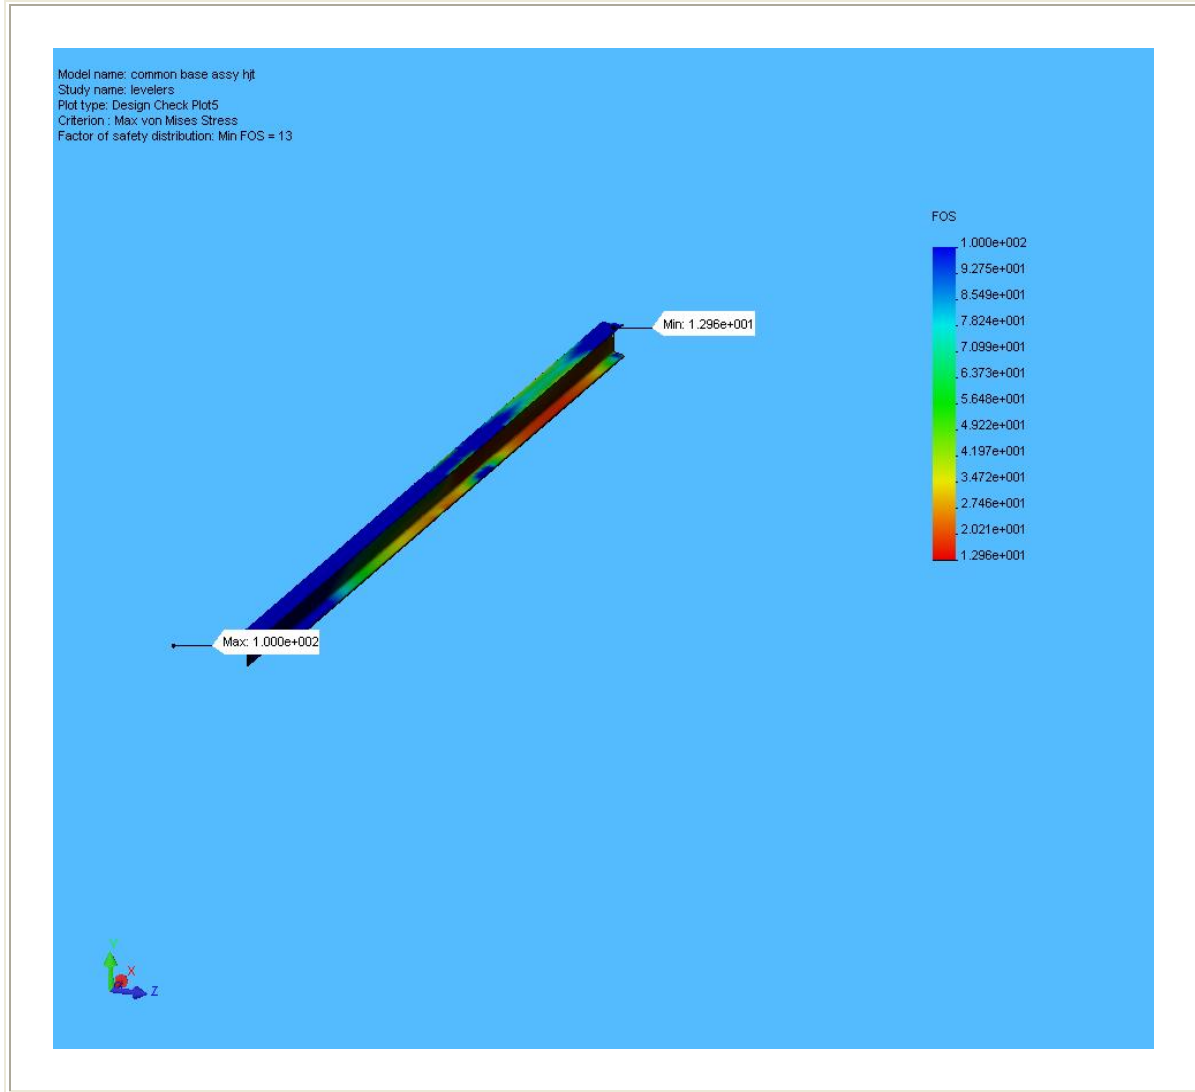 Model name: common base assy hjt
Study name: levelers
Plot type: Design Check Plot5
Criterion : Max von Mises Stress
Factor of safety distribution: Min FOS = 13
FOS
1.000e+002
9.275e+001
8.549e+001
7.824e+001
7.099e+001
6.373e+001
5.648e+001
4.922e+001
4.197e+001
3.472e+001
2.746e+001
2.021e+001
1.296e+001
Min: 1.296e+001
Max: 1.000e+002
Y
X
Z